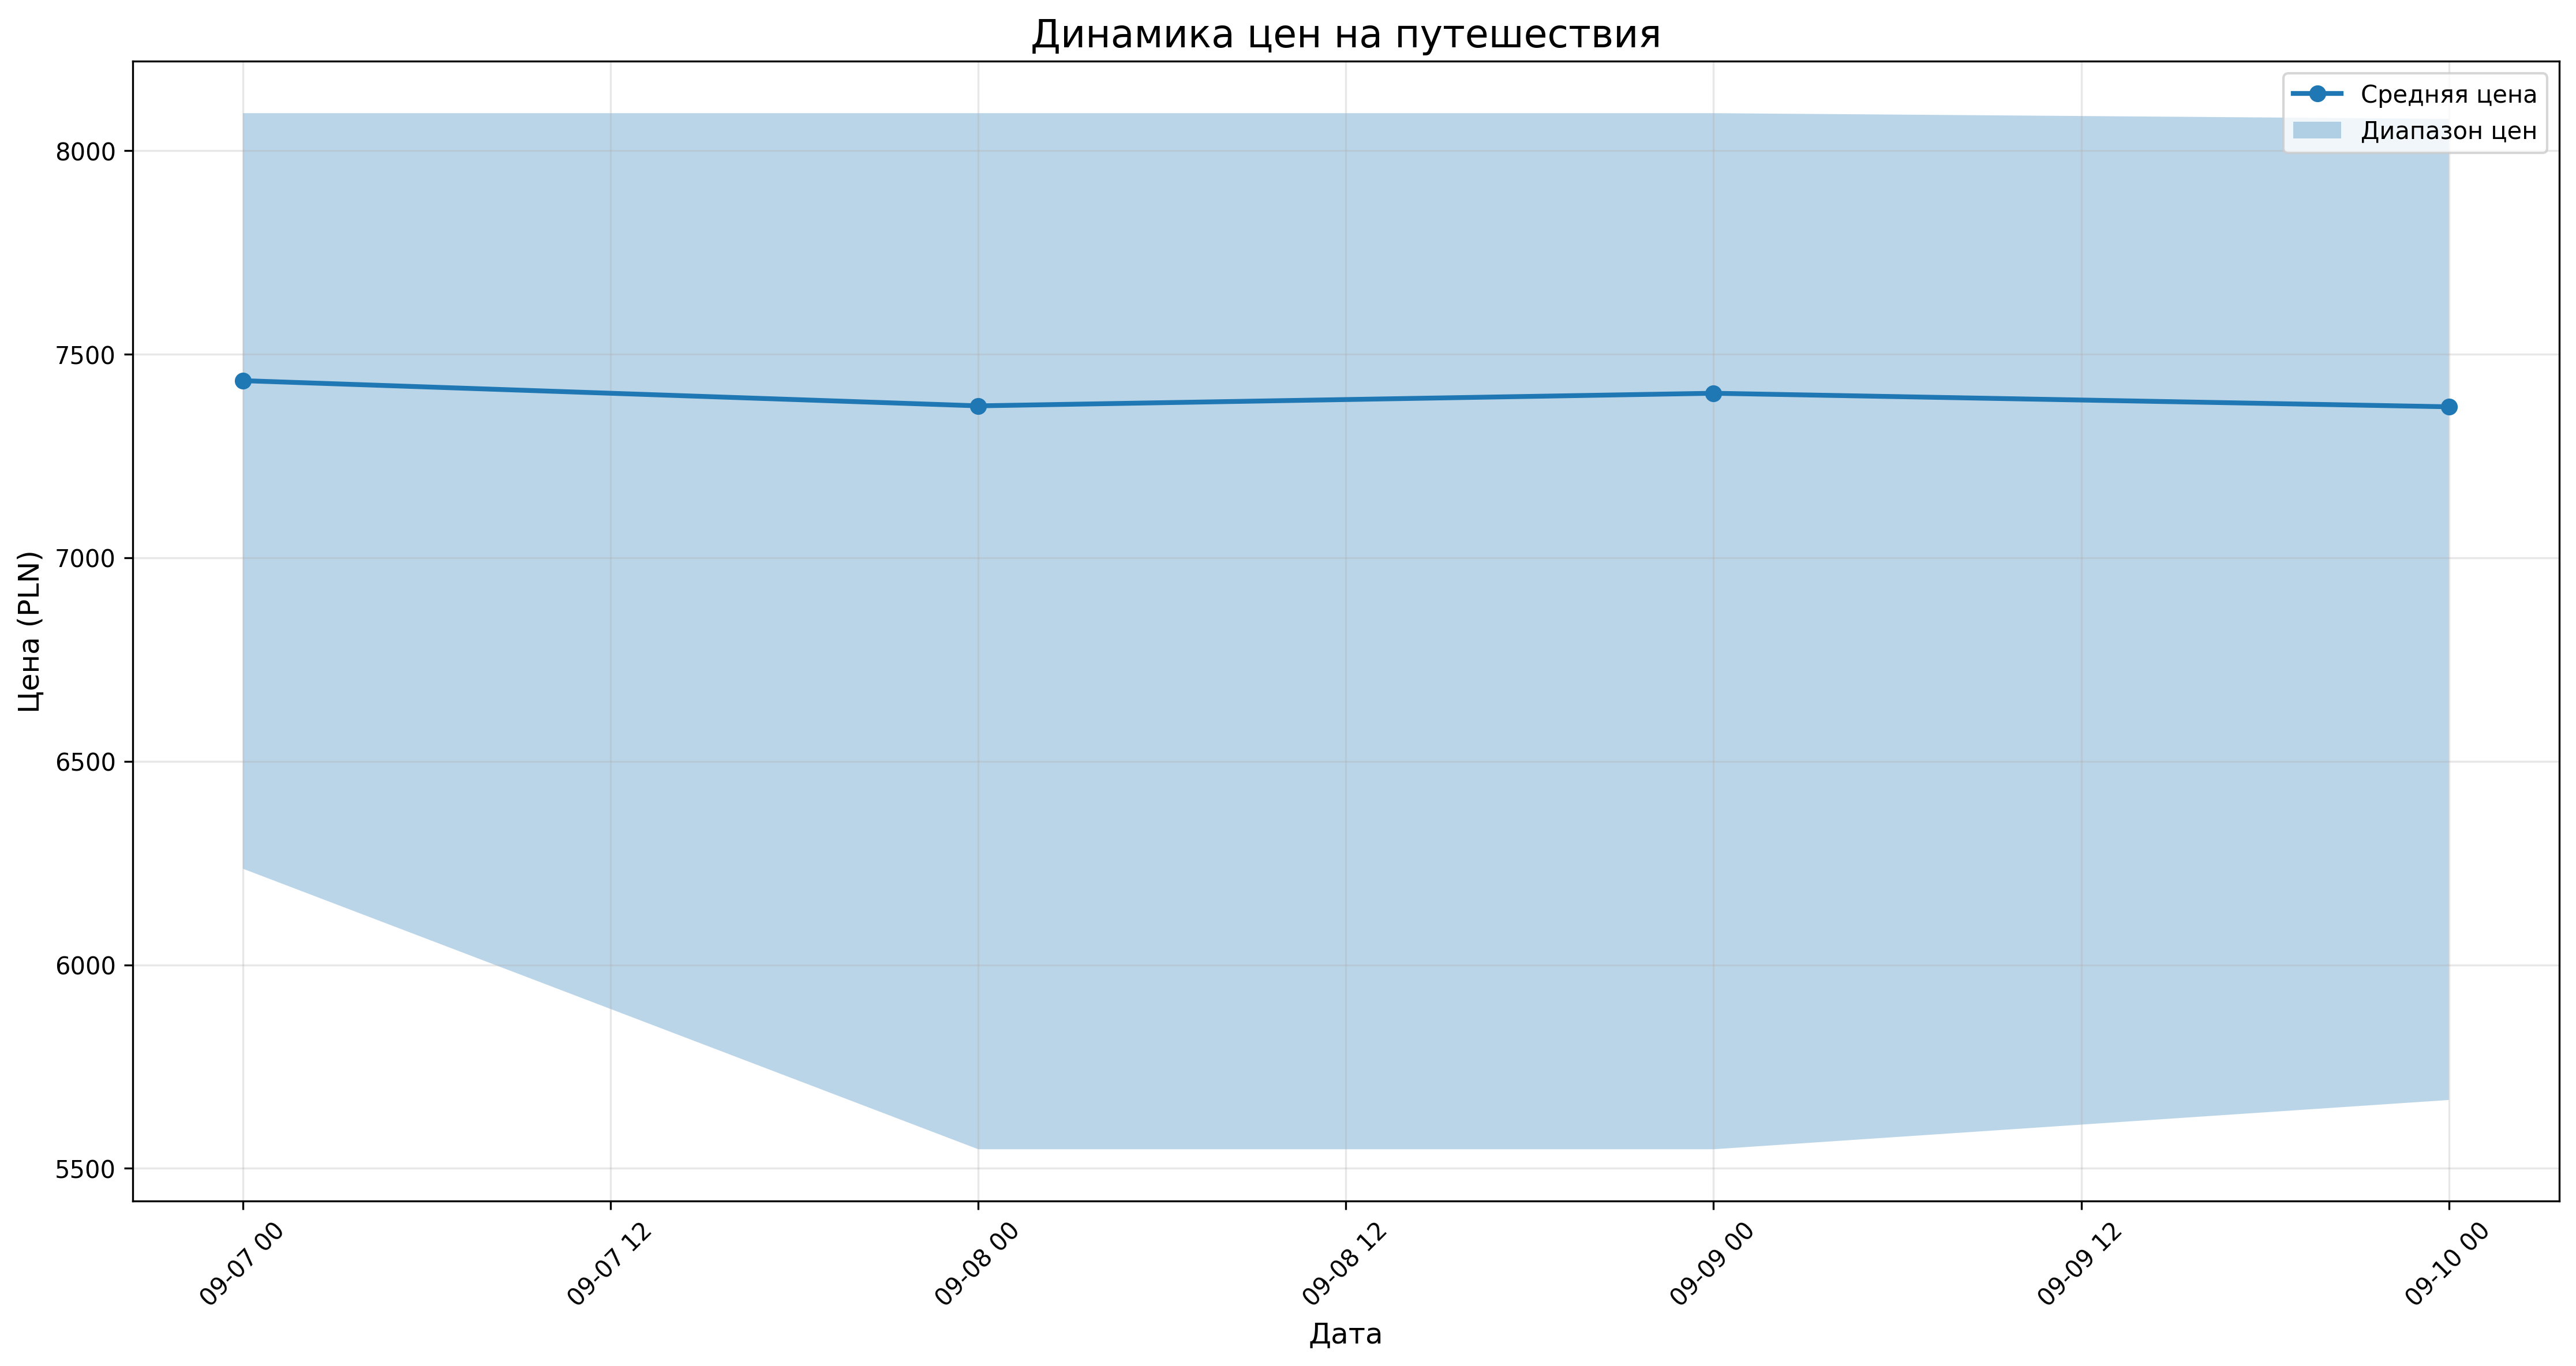 Динамика цен на путешествия
Средняя цена
Диапазон цен
Цена (PLN)
8000
7500
7000
6500
6000
5500
09-07 00
09-07 12
09-08 00
09-08 12
09-09 00
09-09 12
09-10 00
Дата